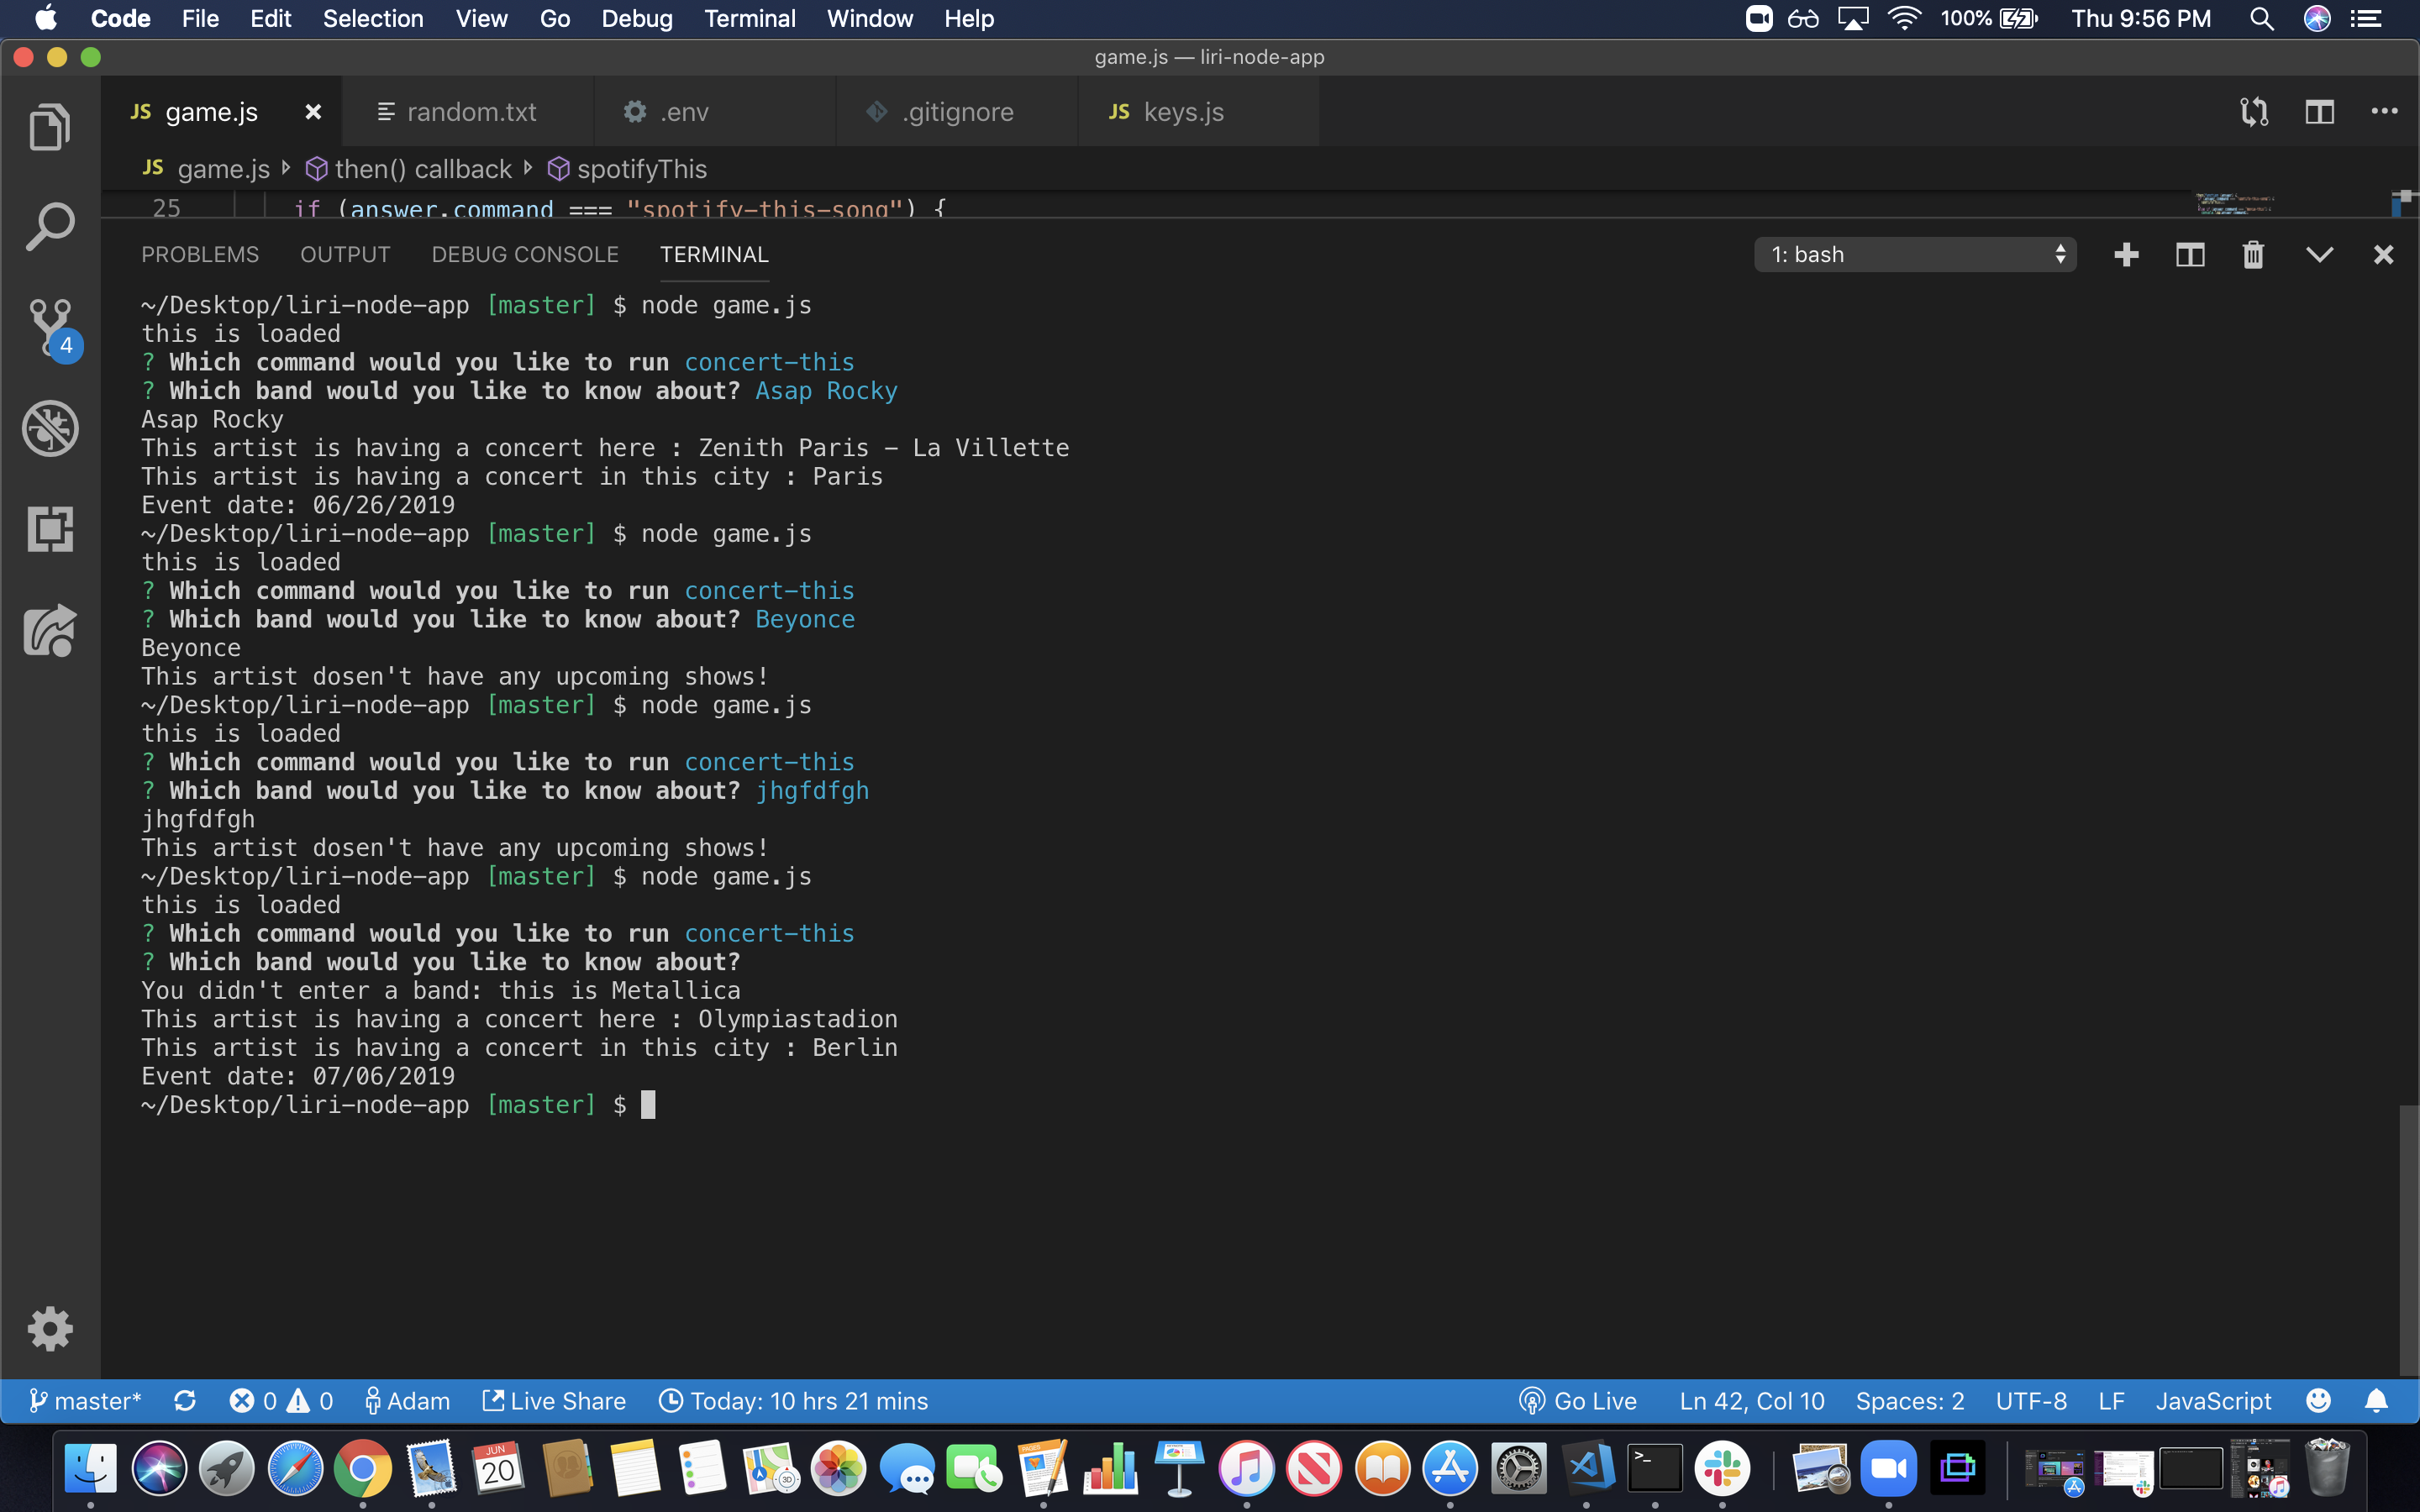 Code File Edit Selection View Go Debug Terminal Window Help 100% Thu 9:56 PM
game.js — liri-node-app
JS game.js random.txt .env .gitignore JS keys.js
JS game.js then() callback spotifyThis
25 if (answer.command === "spotify-this-song") {
PROBLEMS OUTPUT DEBUG CONSOLE TERMINAL 1: bash
~/Desktop/liri-node-app [master] $ node game.js
this is loaded
? Which command would you like to run concert-this
? Which band would you like to know about? Asap Rocky
Asap Rocky
This artist is having a concert here : Zenith Paris - La Villette
This artist is having a concert in this city : Paris
Event date: 06/26/2019
~/Desktop/liri-node-app [master] $ node game.js
this is loaded
? Which command would you like to run concert-this
? Which band would you like to know about? Beyonce
Beyonce
This artist dosen't have any upcoming shows!
~/Desktop/liri-node-app [master] $ node game.js
this is loaded
? Which command would you like to run concert-this
? Which band would you like to know about? jhgfdfgh
jhgfdfgh
This artist dosen't have any upcoming shows!
~/Desktop/liri-node-app [master] $ node game.js
this is loaded
? Which command would you like to run concert-this
? Which band would you like to know about?
You didn't enter a band: this is Metallica
This artist is having a concert here : Olympiastadion
This artist is having a concert in this city : Berlin
Event date: 07/06/2019
~/Desktop/liri-node-app [master] $
4
master* 0 0 Adam Live Share Today: 10 hrs 21 mins Go Live Ln 42, Col 10 Spaces: 2 UTF-8 LF JavaScript
JUN
20
PAGES
3D
>_